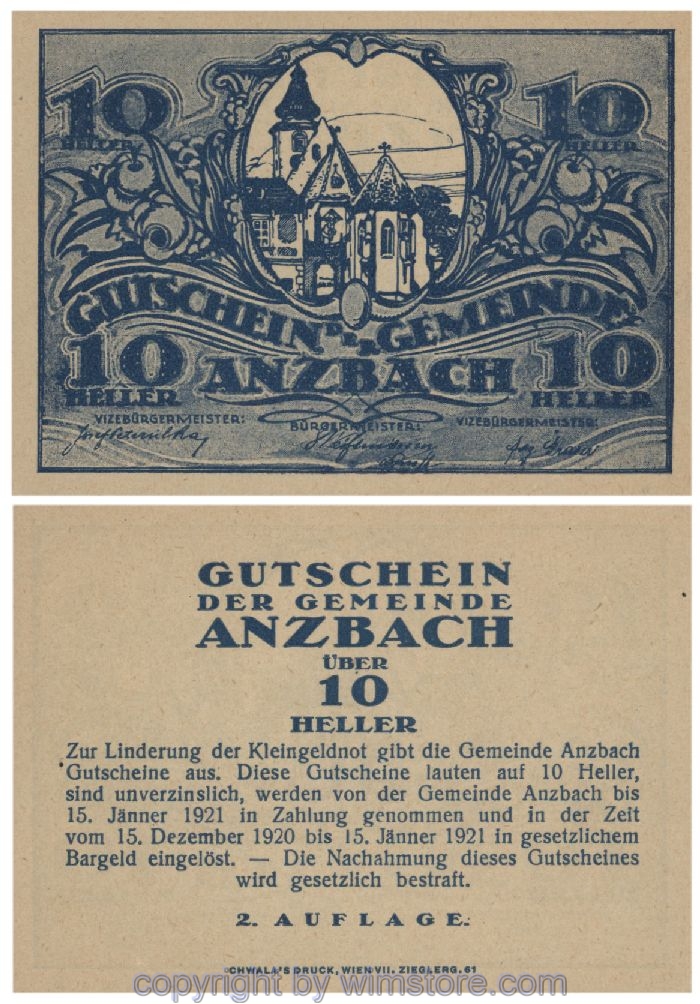 10 10
HELLER HELLER
GUTSCHEIN D. GEMEINDE
10 ANZBACH 10
HELLER HELLER
VIZEBÜRGERMEISTER: BÜRGERMEISTER: VIZEBÜRGERMEISTER:
GUTSCHEIN
DER GEMEINDE
ANZBACH
ÜBER
10
HELLER
Zur Linderung der Kleingeldnot gibt die Gemeinde Anzbach
Gutscheine aus. Diese Gutscheine lauten auf 10 Heller,
sind unverzinslich, werden von der Gemeinde Anzbach bis
15. Jänner 1921 in Zahlung genommen und in der Zeit
vom 15. Dezember 1920 bis 15. Jänner 1921 in gesetzlichem
Bargeld eingelöst. — Die Nachahmung dieses Gutscheines
wird gesetzlich bestraft.
2. AUFLAGE.
CHWALA'S DRUCK, WIEN VII. ZIEGLERG. 61
copyright by wimstore.com